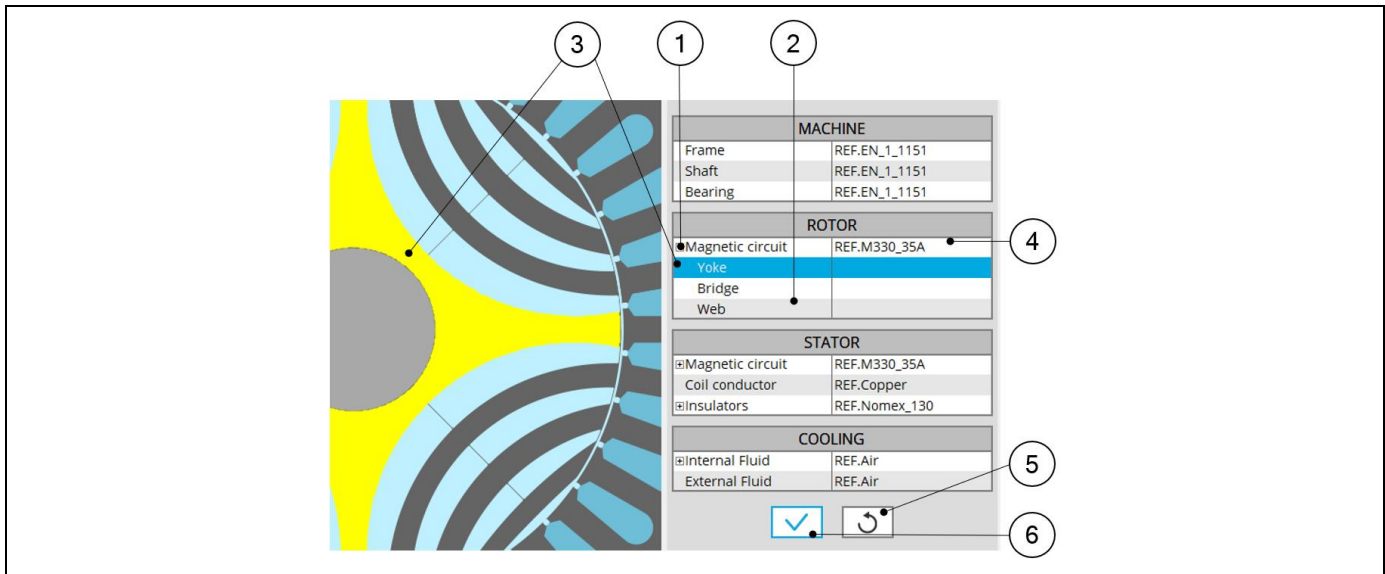 3 1 2
MACHINE
Frame REF.EN_1_1151
Shaft REF.EN_1_1151
Bearing REF.EN_1_1151
ROTOR
Magnetic circuit REF.M330_35A 4
Yoke
Bridge
Web
STATOR
Magnetic circuit REF.M330_35A
Coil conductor REF.Copper
Insulators REF.Nomex_130
COOLING
Internal Fluid REF.Air 5
External Fluid REF.Air
6